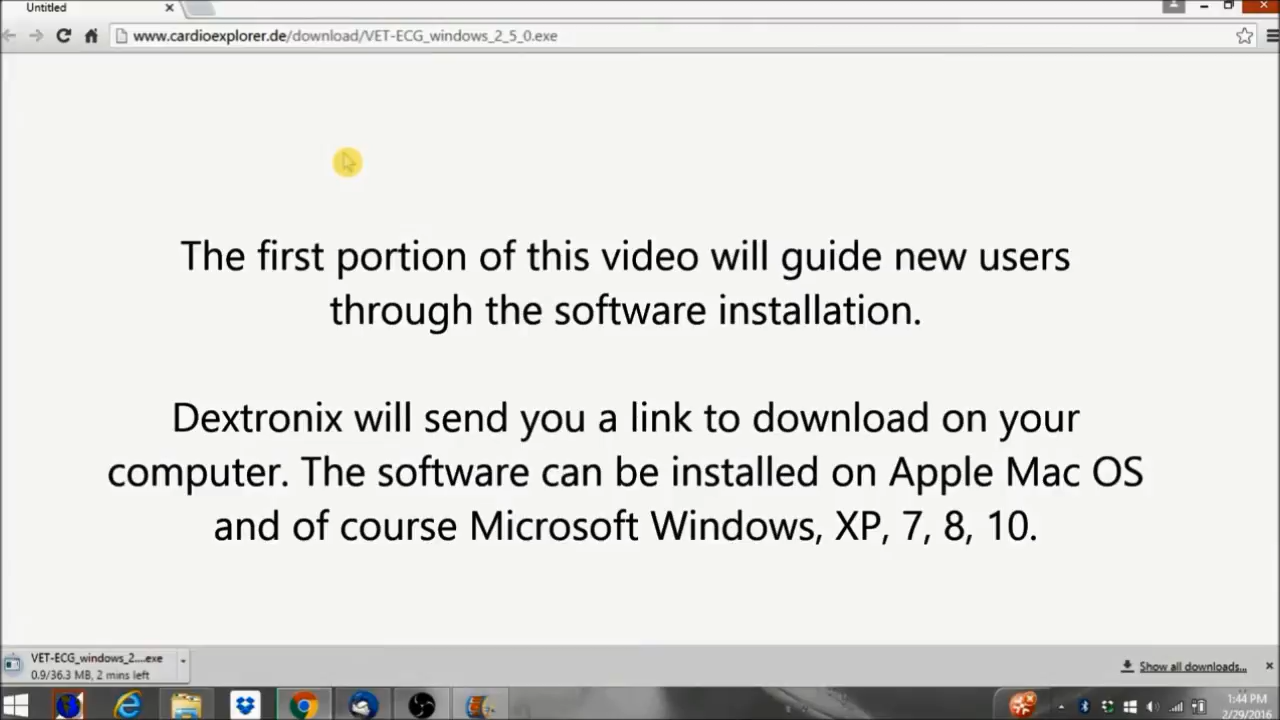 Untitled
www.cardioexplorer.de/download/VET-ECG_windows_2_5_0.exe
The first portion of this video will guide new users
through the software installation.
Dextronix will send you a link to download on your
computer. The software can be installed on Apple Mac OS
and of course Microsoft Windows, XP, 7, 8, 10.
VET-ECG_windows_2....exe
0.9/36.3 MB, 2 mins left
Show all downloads...
1:44 PM
2/29/2016